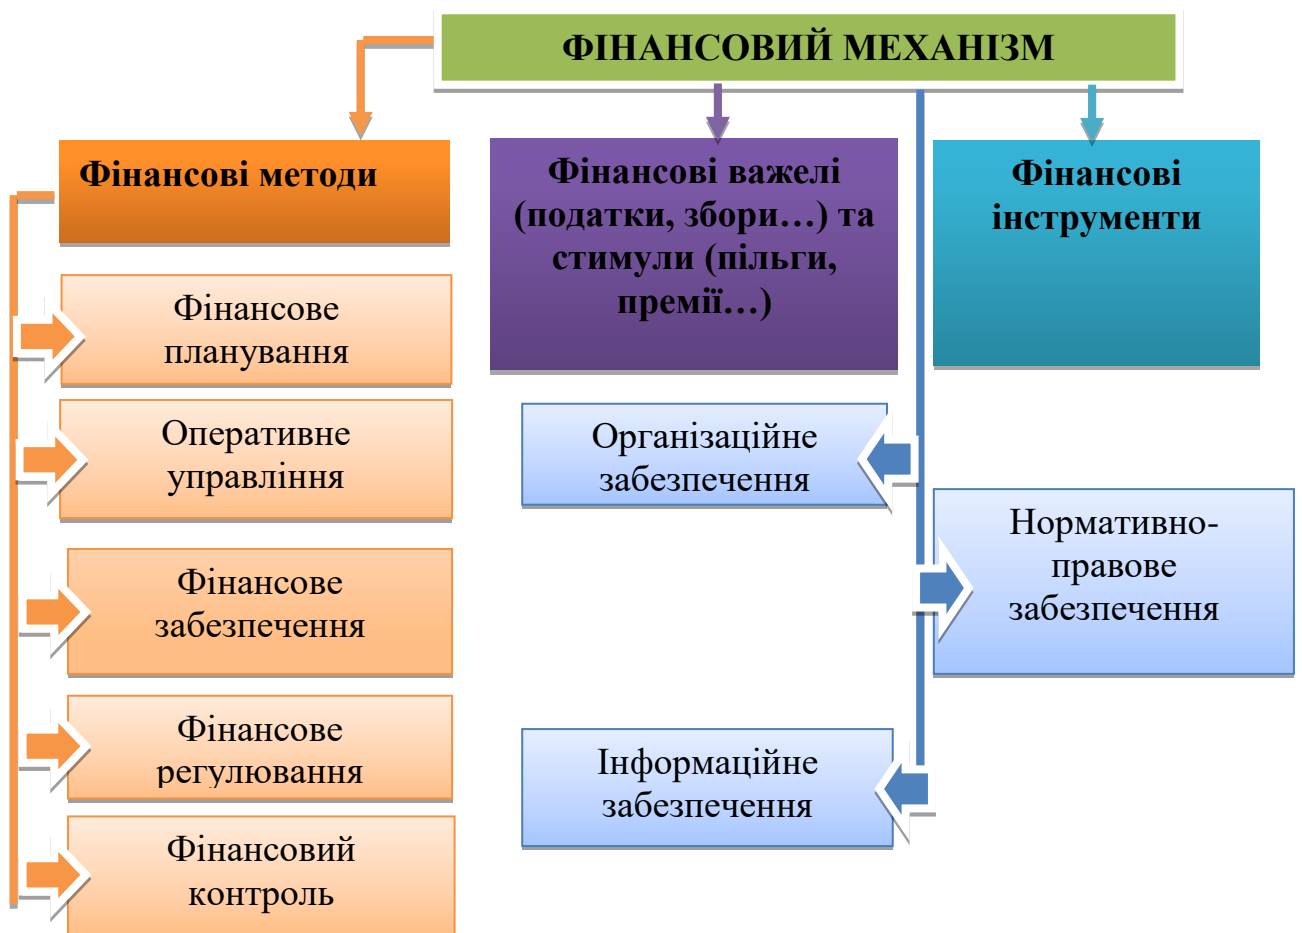 ФІНАНСОВИЙ МЕХАНІЗМ
Фінансові методи
Фінансові важелі
(податки, збори…) та
стимули (пільги,
премії…)
Фінансові
інструменти
Фінансове
планування
Оперативне
управління
Фінансове
забезпечення
Фінансове
регулювання
Фінансовий
контроль
Організаційне
забезпечення
Нормативно-
правове
забезпечення
Інформаційне
забезпечення